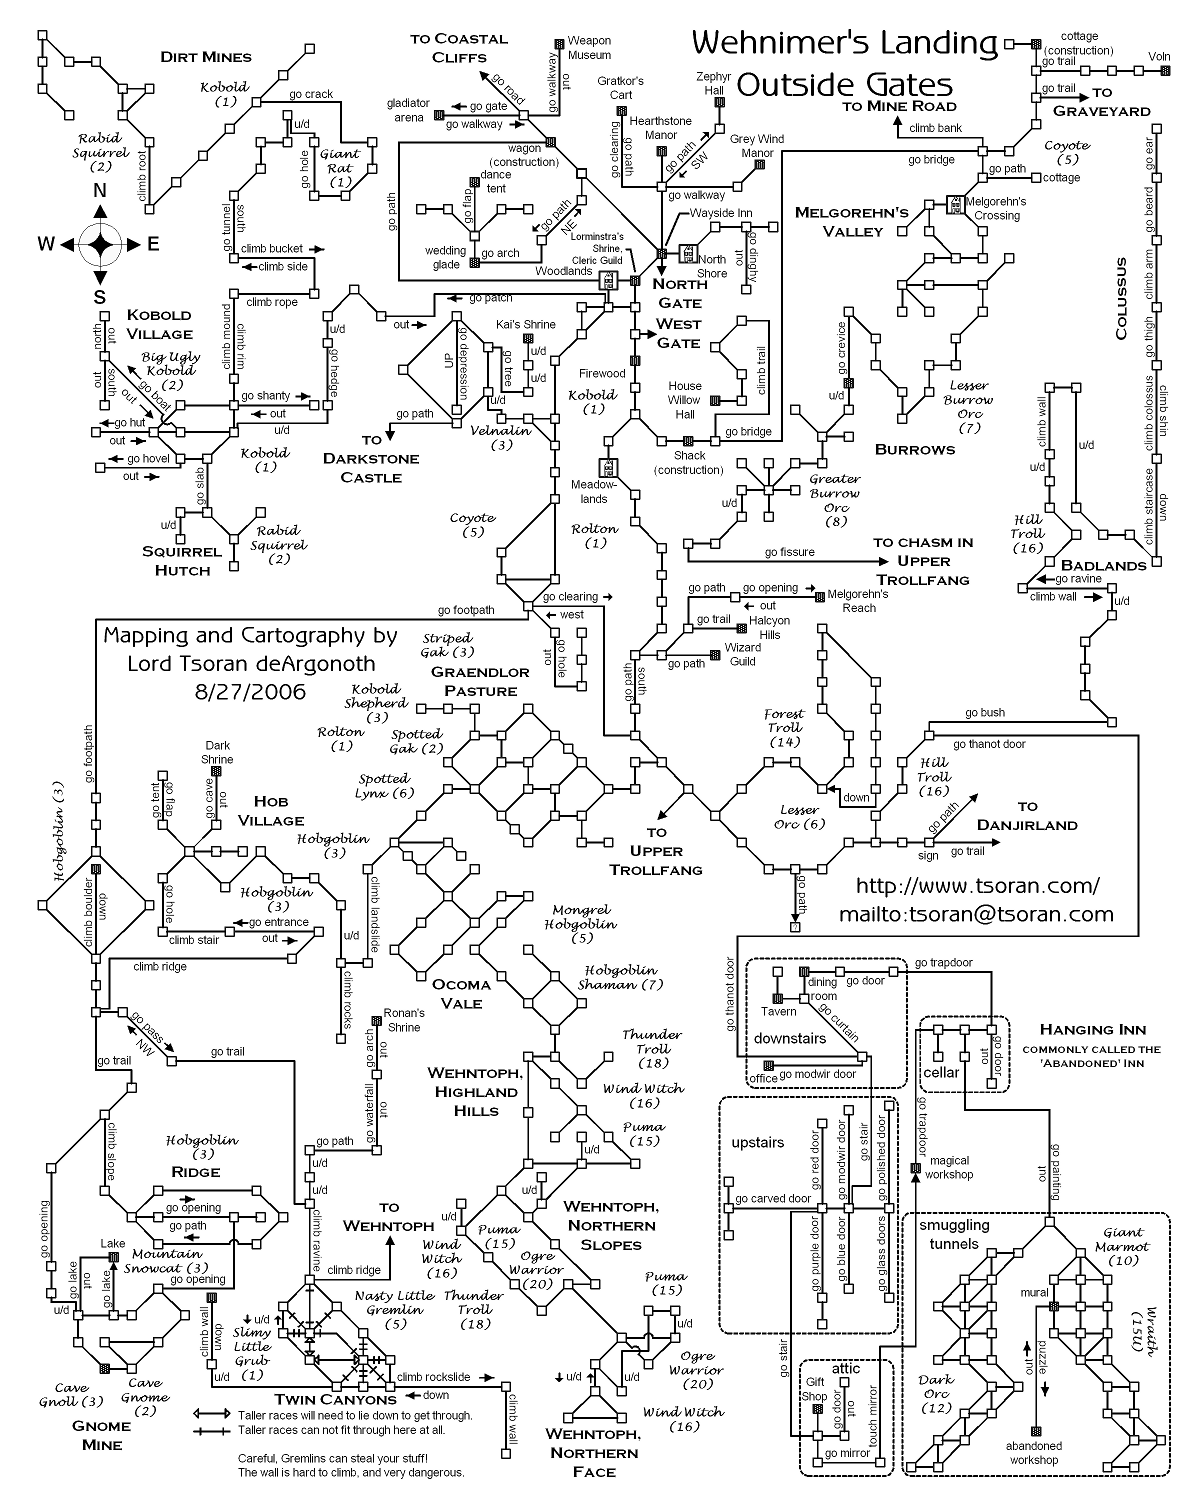 Wehnimer's Landing
Outside Gates
DIRT MINES
TO COASTAL
CLIFFS
Weapon
Museum
cottage
(construction)
go trail
Voln
go trail
TO
GRAVEYARD
Kobold
(1)
go crack
go road
go walkway
out
Gratkor's
Cart
Zephyr
Hall
TO MINE ROAD
climb bank
gladiator
arena
go gate
go walkway
Hearthstone
Manor
Grey Wind
Manor
u/d
go hole
Giant
Rat
(1)
Rabid
Squirrel
(2)
climb root
wagon
(construction)
go clearing
go path
go path
SW
go walkway
go bridge
Coyote
(5)
go path
cottage
N
W
E
S
go tunnel
south
dance
tent
go flap
go path
NE
go path
wedding
glade
go arch
Wayside Inn
Lorminstra's
Shrine,
Cleric Guild
MELGOREHN'S
VALLEY
Melgorehn's
Crossing
go ear
go beard
climb arm
go thigh
COLUSSUS
climb shin
climb colossus
climb staircase
down
climb bucket
climb side
climb rope
Woodlands
North
Shore
go dinghy
out
NORTH
GATE
WEST
GATE
KOBOLD
VILLAGE
north
out
out
south
Big Ugly
Kobold
(2)
go boat
out
climb mound
climb rim
go patch
out
u/d
go hedge
Kai's Shrine
u/d
u/d
go tree
up
go depression
go path
u/d
Velnalin
(3)
Firewood
Kobold
(1)
House
Willow
Hall
climb trail
go bridge
Shack
(construction)
go crevice
u/d
Lesser
Burrow
Orc
(7)
BURROWS
go shanty
out
u/d
go hut
out
go hovel
out
Kobold
(1)
TO
DARKSTONE
CASTLE
go slab
u/d
SQUIRREL
HUTCH
Rabid
Squirrel
(2)
Meadow-
lands
Coyote
(5)
Rolton
(1)
u/d
Greater
Burrow
Orc
(8)
go fissure
TO CHASM IN
UPPER
TROLLFANG
climb wall
u/d
u/d
Hill
Troll
(16)
BADLANDS
go ravine
climb wall
u/d
Mapping and Cartography by
Lord Tsoran deArgonoth
8/27/2006
go footpath
go clearing
west
go path
go opening
out
Melgorehn's
Reach
go trail
Halcyon
Hills
go path
Wizard
Guild
go path
south
Striped
Gak (3)
GRAENDLOR
PASTURE
out
go hole
Kobold
Shepherd
(3)
Rolton
(1)
Spotted
Gak (2)
Spotted
Lynx (6)
Forest
Troll
(14)
go bush
go thanot door
Hill
Troll
(16)
Lesser
Orc (6)
down
go path
TO
DANJIRLAND
sign
go trail
TO
UPPER
TROLLFANG
go path
?
http://www.tsoran.com/
mailto:tsoran@tsoran.com
go footpath
Hobgoblin (3)
climb boulder
down
Dark
Shrine
go tent
go flap
go cave
out
HOB
VILLAGE
Hobgoblin
(3)
Hobgoblin
(3)
go hole
go entrance
out
climb stair
climb ridge
u/d
climb landslide
climb rocks
Mongrel
Hobgoblin
(5)
Hobgoblin
Shaman (7)
OCOMA
VALE
go thanot door
dining
room
go door
go trapdoor
Tavern
go curtain
downstairs
office
go modwir door
cellar
go door
out
HANGING INN
COMMONLY CALLED THE
'ABANDONED' INN
go pass
NW
go trail
go trail
Ronan's
Shrine
go arch
out
go waterfall
out
go path
u/d
u/d
WEHNTOPH,
HIGHLAND
HILLS
Thunder
Troll
(18)
Wind Witch
(16)
Puma
(15)
u/d
upstairs
go red door
go modwir door
go stair
go polished door
go carved door
go purple door
go blue door
go glass doors
go trapdoor
magical
workshop
go painting
out
climb slope
Hobgoblin
(3)
RIDGE
go opening
go path
go opening
Mountain
Snowcat (3)
go opening
Lake
go lake
out
go lake
u/d
climb ravine
climb ridge
TO
WEHNTOPH
u/d
u/d
Wind
Witch
(16)
Puma
(15)
Ogre
Warrior
(20)
WEHNTOPH,
NORTHERN
SLOPES
Thunder
Troll
(18)
Puma
(15)
u/d
Ogre
Warrior
(20)
u/d
Wind Witch
(16)
WEHNTOPH,
NORTHERN
FACE
smuggling
tunnels
Giant
Marmot
(10)
mural
Wraith
(15U)
out
puzzle
Dark
Orc
(12)
abandoned
workshop
go stair
attic
Gift
Shop
go door
out
go mirror
touch mirror
climb wall
down
u/d
u/d
Slimy
Little
Grub
(1)
Nasty Little
Gremlin
(5)
climb rockslide
down
climb wall
TWIN CANYONS
Cave
Gnoll (3)
Cave
Gnome
(2)
GNOME
MINE
Taller races will need to lie down to get through.
Taller races can not fit through here at all.
Careful, Gremlins can steal your stuff!
The wall is hard to climb, and very dangerous.